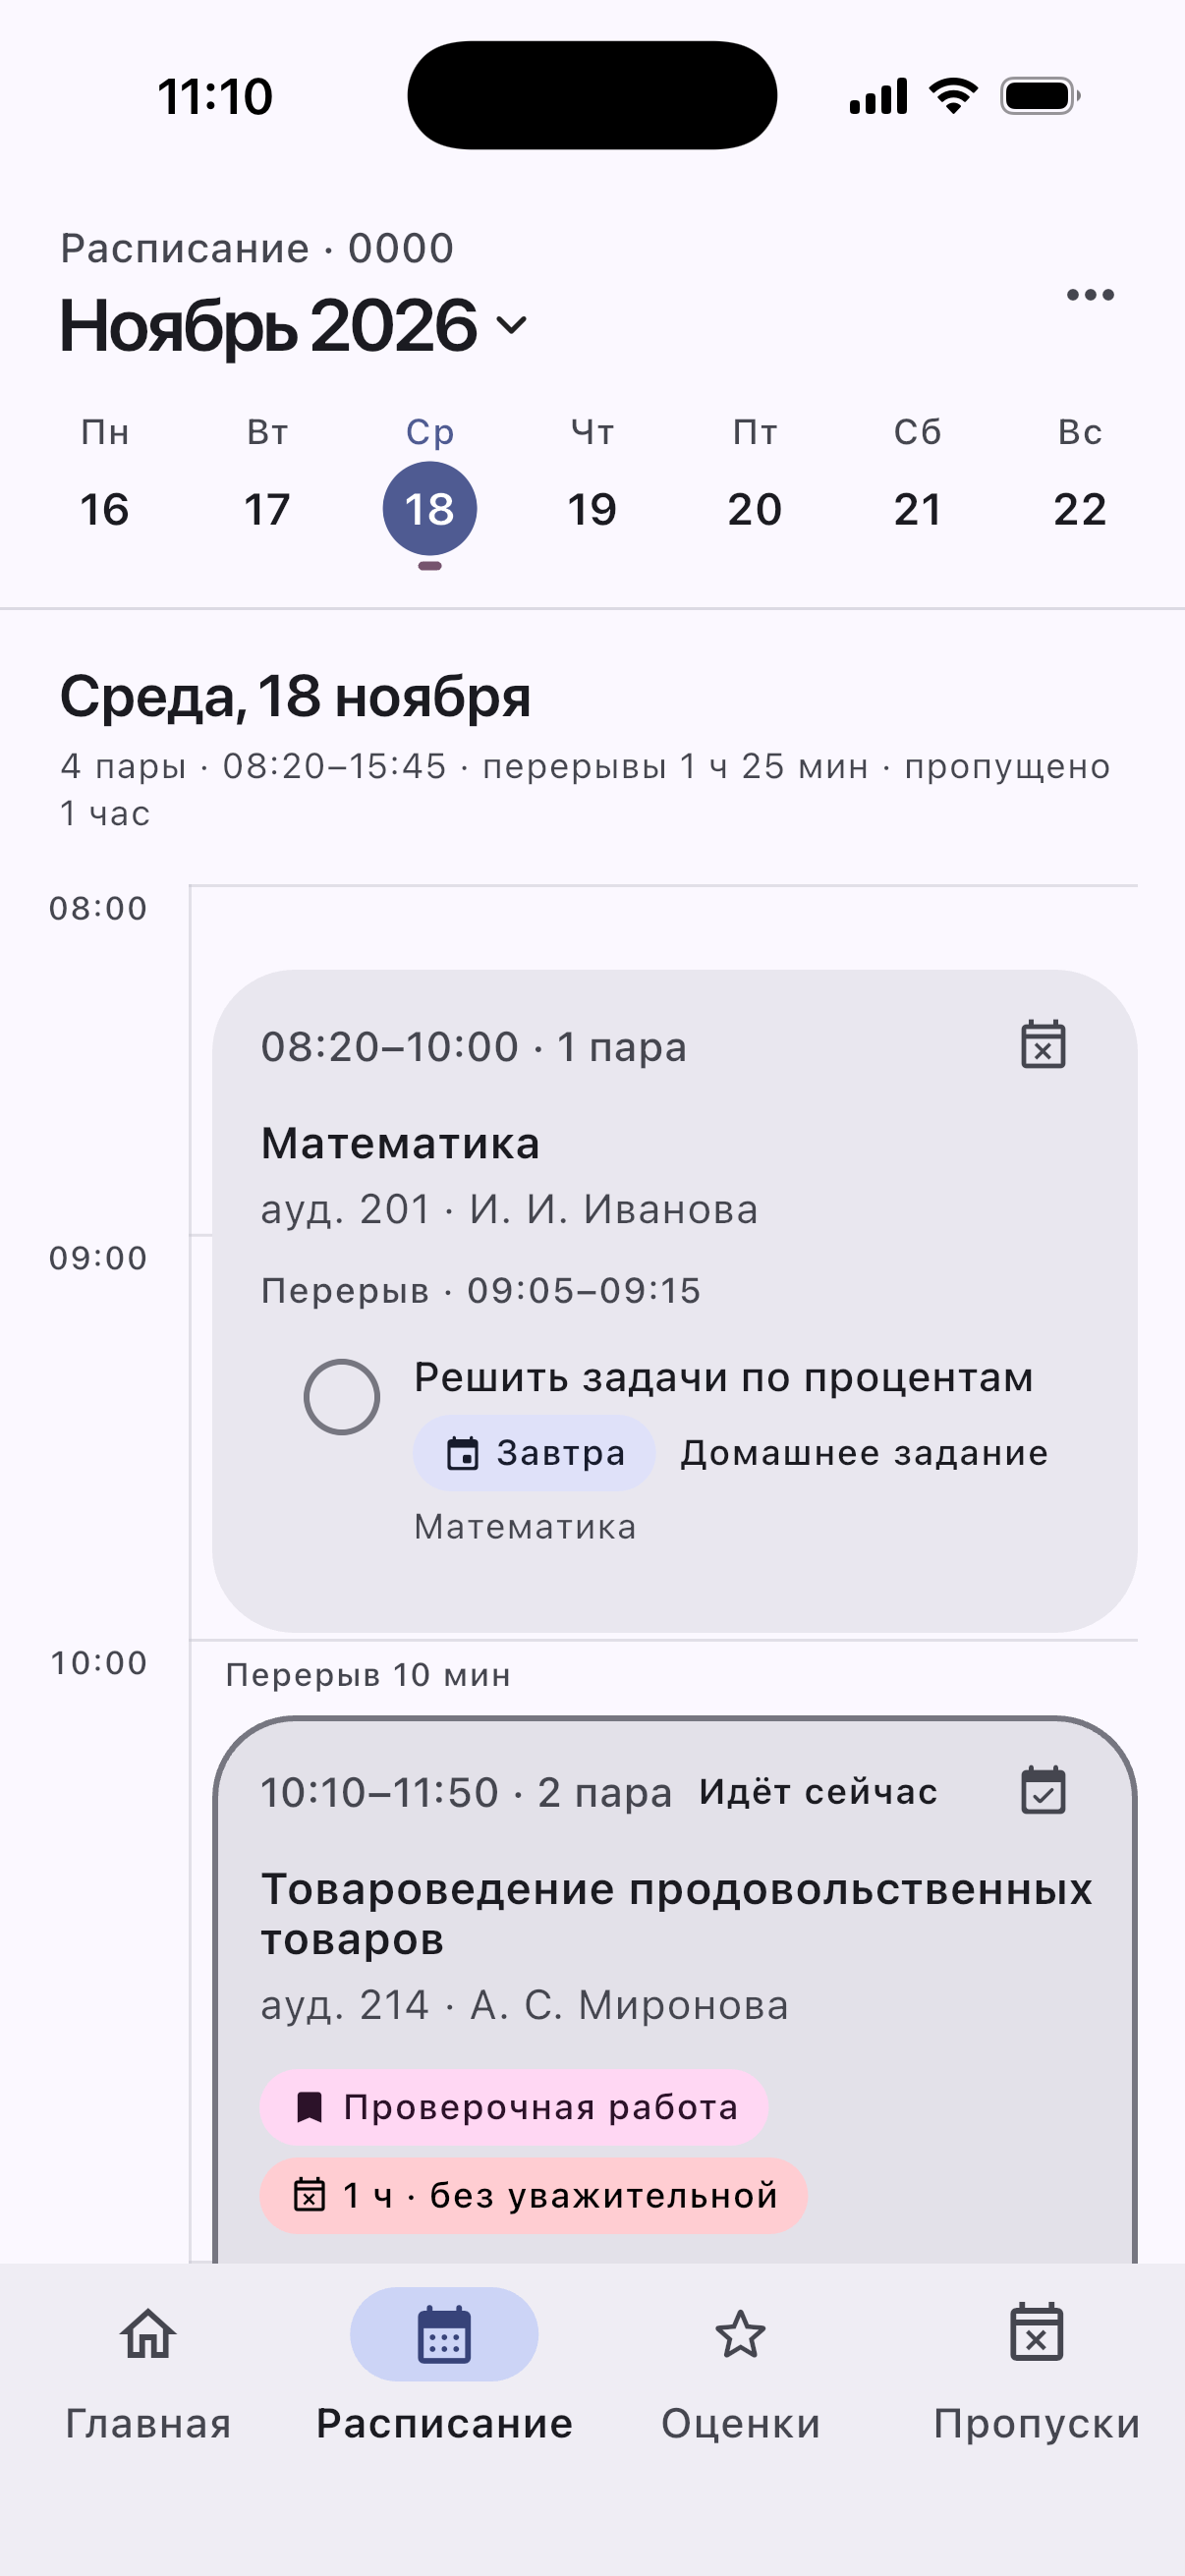 11:10
Расписание · 0000
Ноябрь 2026
Пн Вт Ср Чт Пт Сб Вс
16 17 18 19 20 21 22
Среда, 18 ноября
4 пары · 08:20–15:45 · перерывы 1 ч 25 мин · пропущено
1 час
08:00
08:20–10:00 · 1 пара
Математика
ауд. 201 · И. И. Иванова
09:00
Перерыв · 09:05–09:15
Решить задачи по процентам
Завтра Домашнее задание
Математика
10:00
Перерыв 10 мин
10:10–11:50 · 2 пара Идёт сейчас
Товароведение продовольственных
товаров
ауд. 214 · А. С. Миронова
Проверочная работа
1 ч · без уважительной
Главная Расписание Оценки Пропуски